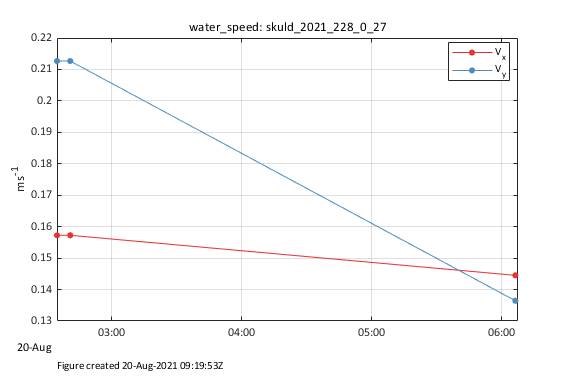 water_speed: skuld_2021_228_0_27
V_x
V_y
ms^-1
0.22
0.21
0.2
0.19
0.18
0.17
0.16
0.15
0.14
0.13
03:00 04:00 05:00 06:00
20-Aug
Figure created 20-Aug-2021 09:19:53Z